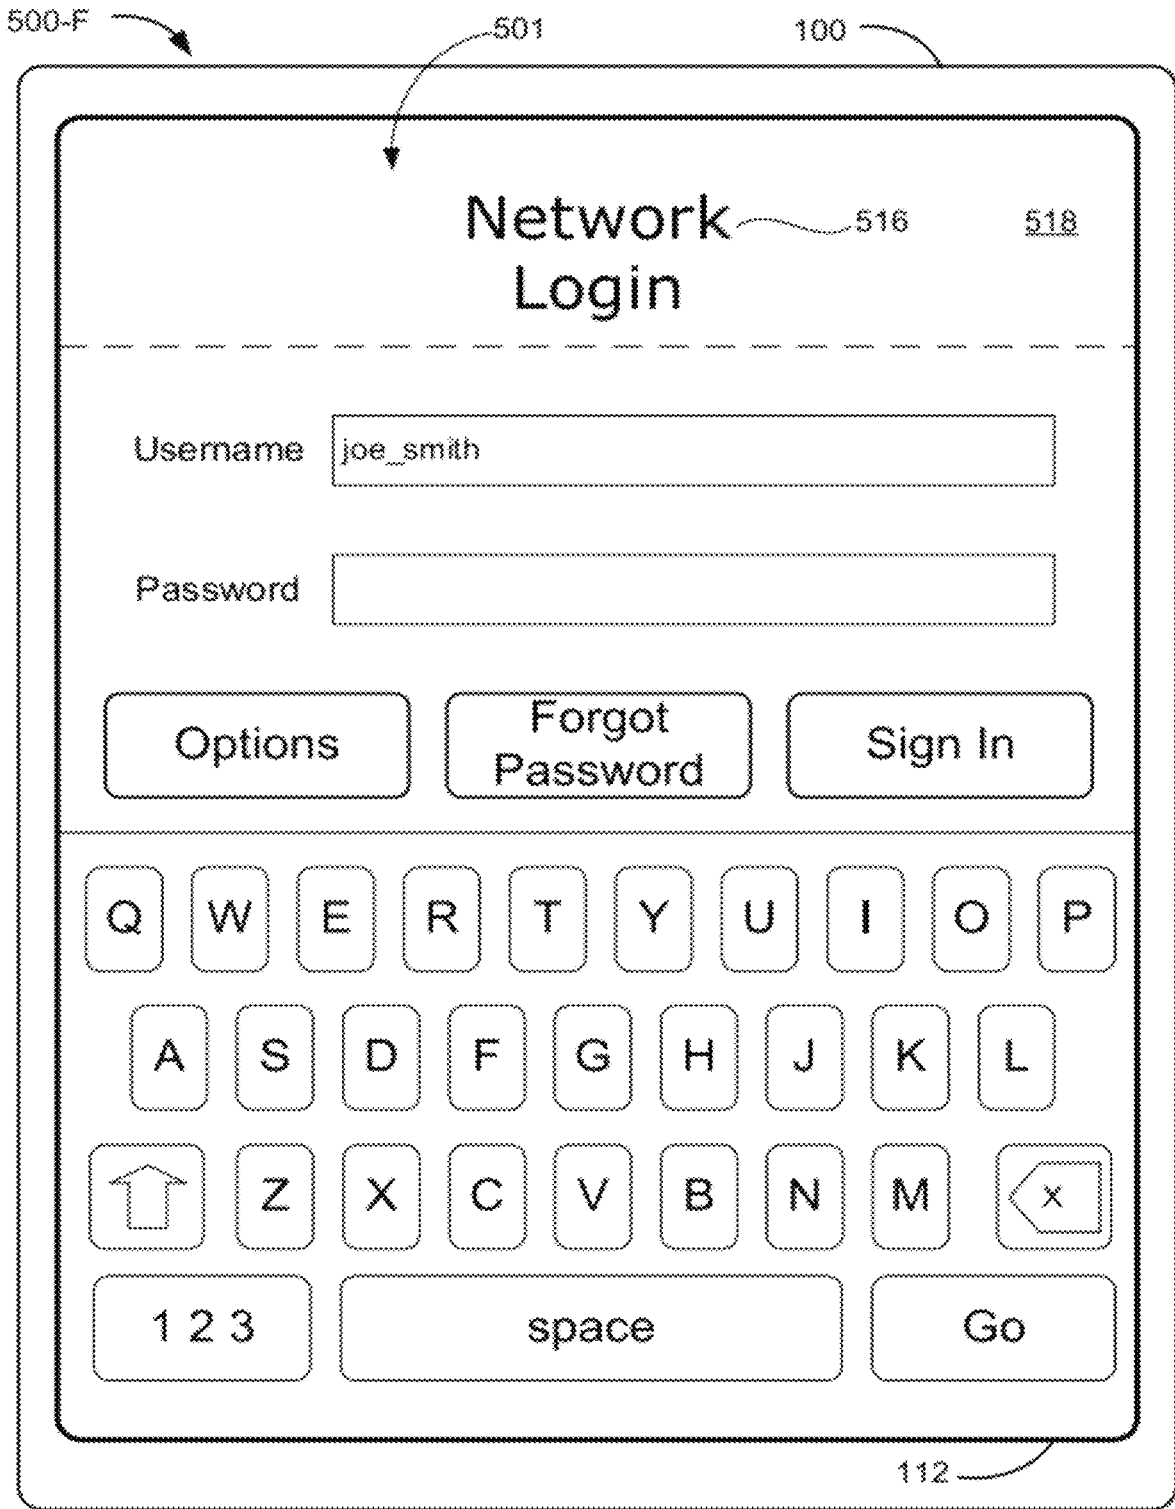 500-F 501 100
Network 516 518
Login
Username joe_smith
Password
Options Forgot Password Sign In
Q W E R T Y U I O P
A S D F G H J K L
Z X C V B N M X
1 2 3 space Go
112